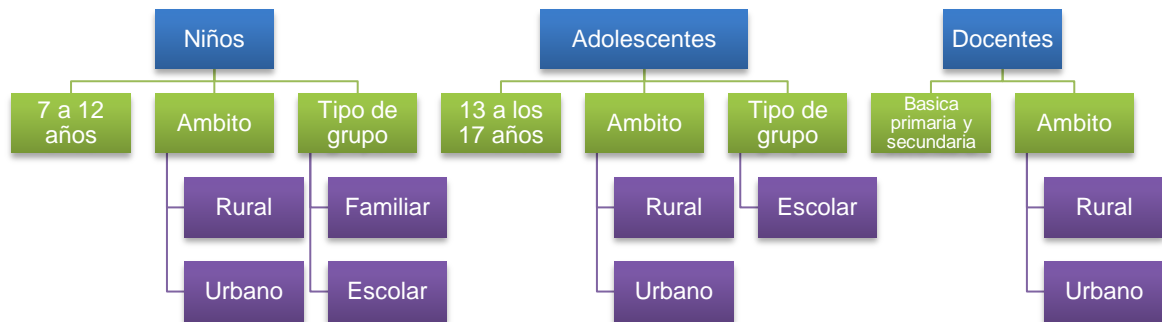 Niños
Adolescentes
Docentes
7 a 12
años
Ambito
Tipo de
grupo
13 a los
17 años
Ambito
Tipo de
grupo
Basica
primaria y
secundaria
Ambito
Rural
Familiar
Rural
Escolar
Rural
Urbano
Escolar
Urbano
Urbano